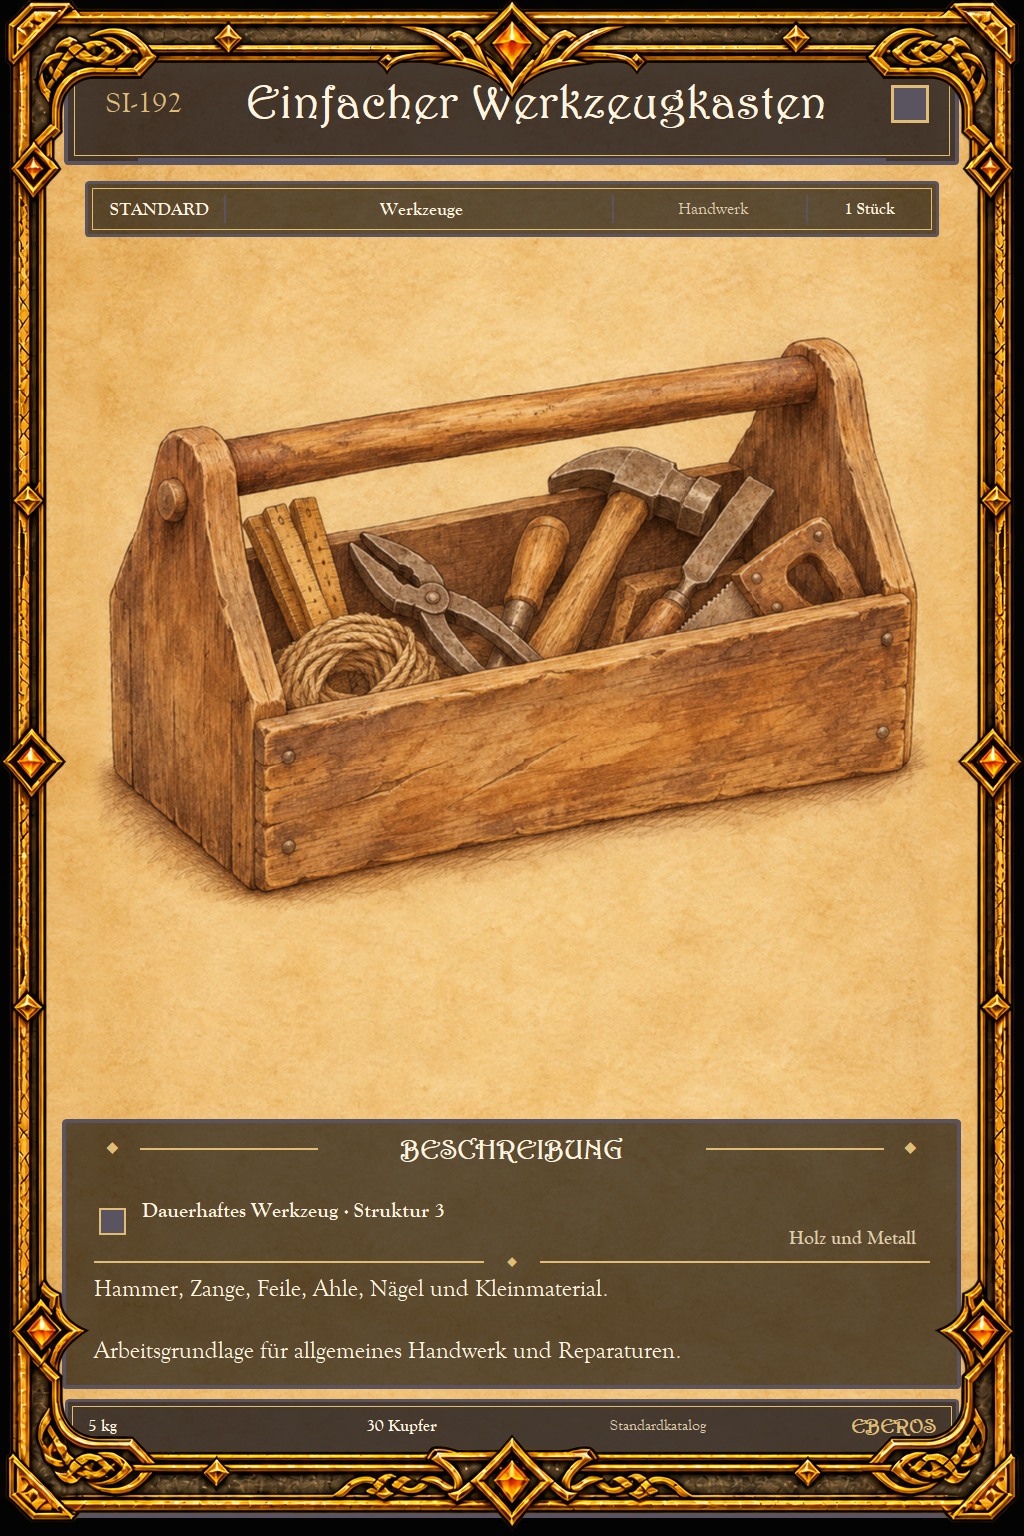 SI-192
Einfacher Werkzeugkasten
STANDARD
Werkzeuge
Handwerk
1 Stück
BESCHREIBUNG
Dauerhaftes Werkzeug · Struktur 3
Holz und Metall
Hammer, Zange, Feile, Ahle, Nägel und Kleinmaterial.
Arbeitsgrundlage für allgemeines Handwerk und Reparaturen.
5 kg
30 Kupfer
Standardkatalog
EBEROS